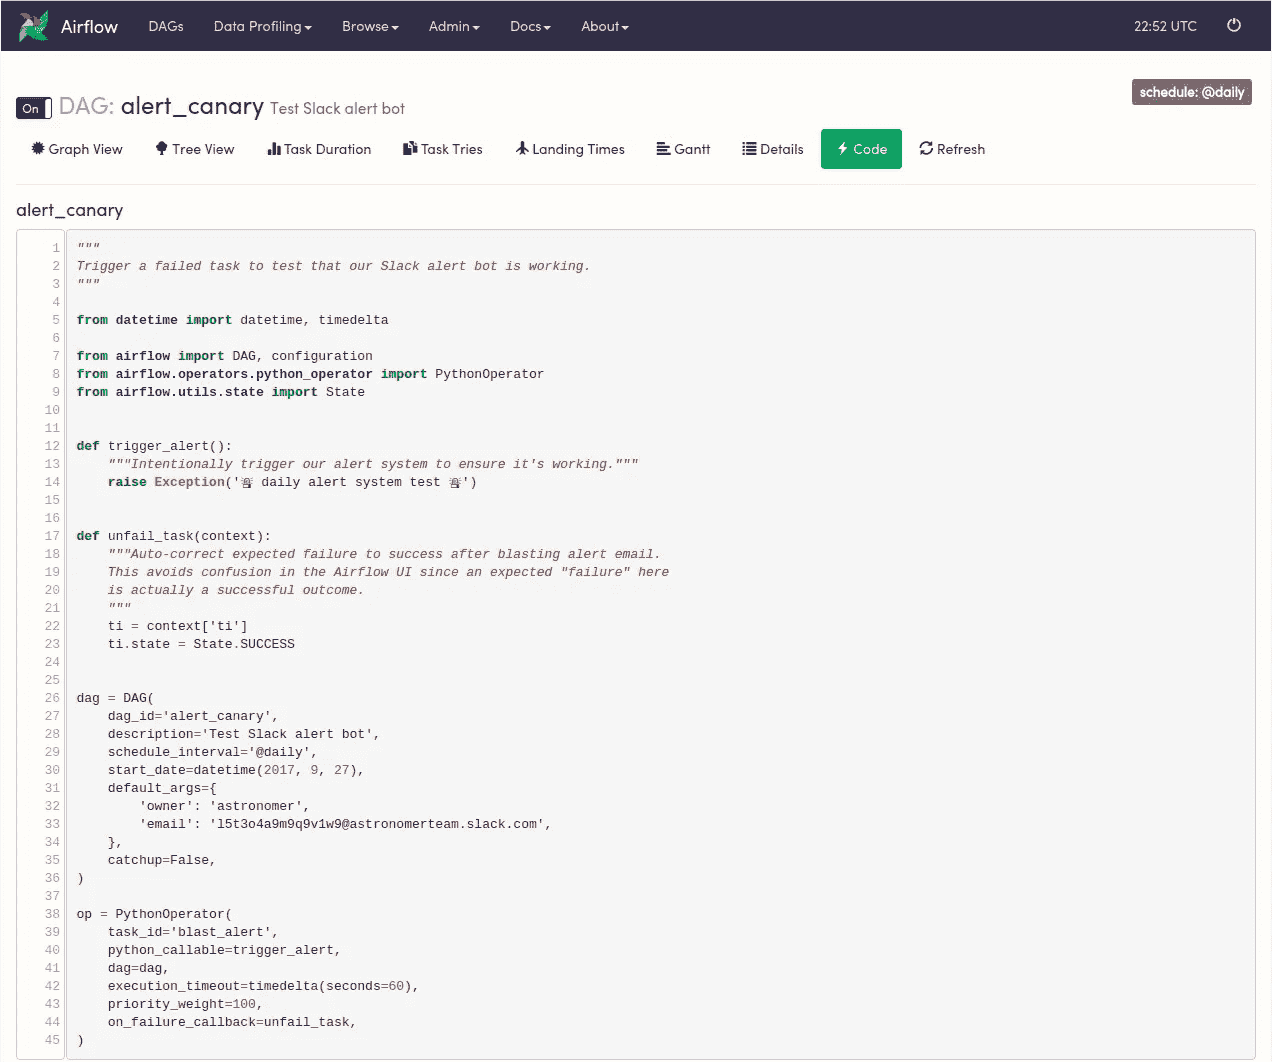 Airflow DAGs Data Profiling Browse Admin Docs About 22:52 UTC
schedule: @daily
On DAG: alert_canary Test Slack alert bot
Graph View Tree View Task Duration Task Tries Landing Times Gantt Details Code Refresh
alert_canary
1 """
2 Trigger a failed task to test that our Slack alert bot is working.
3 """
4
5 from datetime import datetime, timedelta
6
7 from airflow import DAG, configuration
8 from airflow.operators.python_operator import PythonOperator
9 from airflow.utils.state import State
10
11
12 def trigger_alert():
13     """Intentionally trigger our alert system to ensure it's working."""
14     raise Exception('🚨 daily alert system test 🚨')
15
16
17 def unfail_task(context):
18     """Auto-correct expected failure to success after blasting alert email.
19     This avoids confusion in the Airflow UI since an expected "failure" here
20     is actually a successful outcome.
21     """
22     ti = context['ti']
23     ti.state = State.SUCCESS
24
25
26 dag = DAG(
27     dag_id='alert_canary',
28     description='Test Slack alert bot',
29     schedule_interval='@daily',
30     start_date=datetime(2017, 9, 27),
31     default_args={
32         'owner': 'astronomer',
33         'email': 'l5t3o4a9m9q9v1w9@astronomerteam.slack.com',
34     },
35     catchup=False,
36 )
37
38 op = PythonOperator(
39     task_id='blast_alert',
40     python_callable=trigger_alert,
41     dag=dag,
42     execution_timeout=timedelta(seconds=60),
43     priority_weight=100,
44     on_failure_callback=unfail_task,
45 )